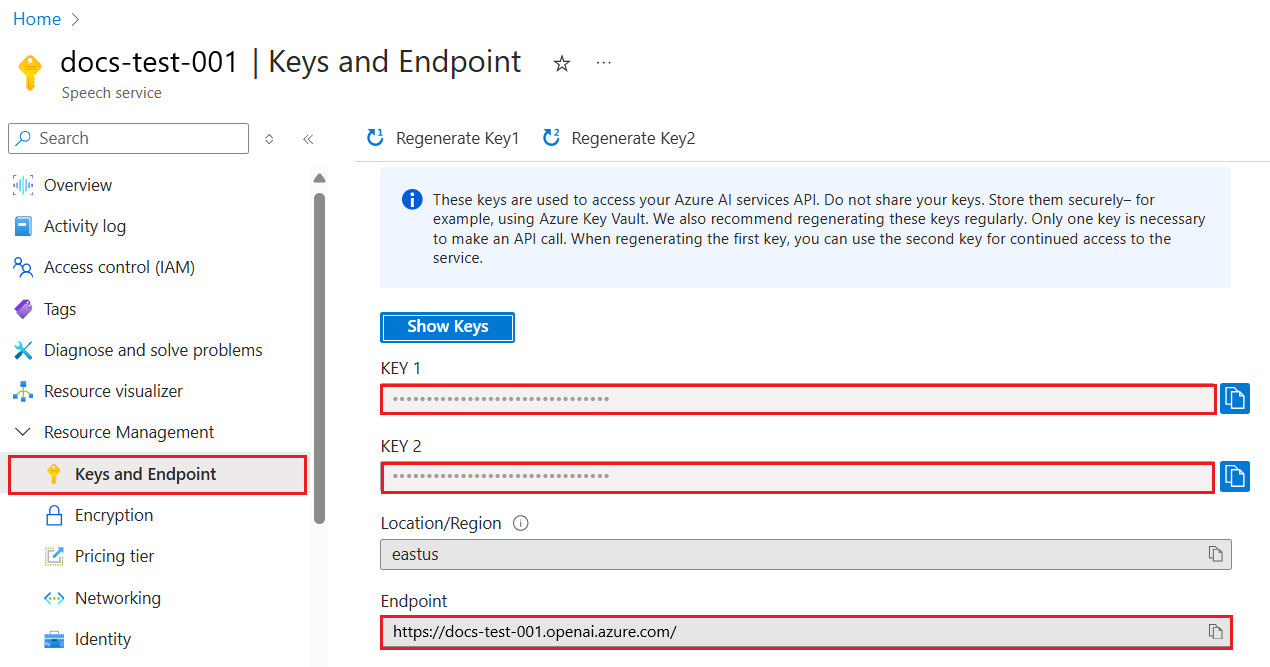 Home
docs-test-001 | Keys and Endpoint
Speech service
Search
Overview
Activity log
Access control (IAM)
Tags
Diagnose and solve problems
Resource visualizer
Resource Management
Keys and Endpoint
Encryption
Pricing tier
Networking
Identity
Regenerate Key1
Regenerate Key2
These keys are used to access your Azure AI services API. Do not share your keys. Store them securely– for
example, using Azure Key Vault. We also recommend regenerating these keys regularly. Only one key is necessary
to make an API call. When regenerating the first key, you can use the second key for continued access to the
service.
Show Keys
KEY 1
••••••••••••••••••••••••••••••••
KEY 2
••••••••••••••••••••••••••••••••
Location/Region
eastus
Endpoint
https://docs-test-001.openai.azure.com/